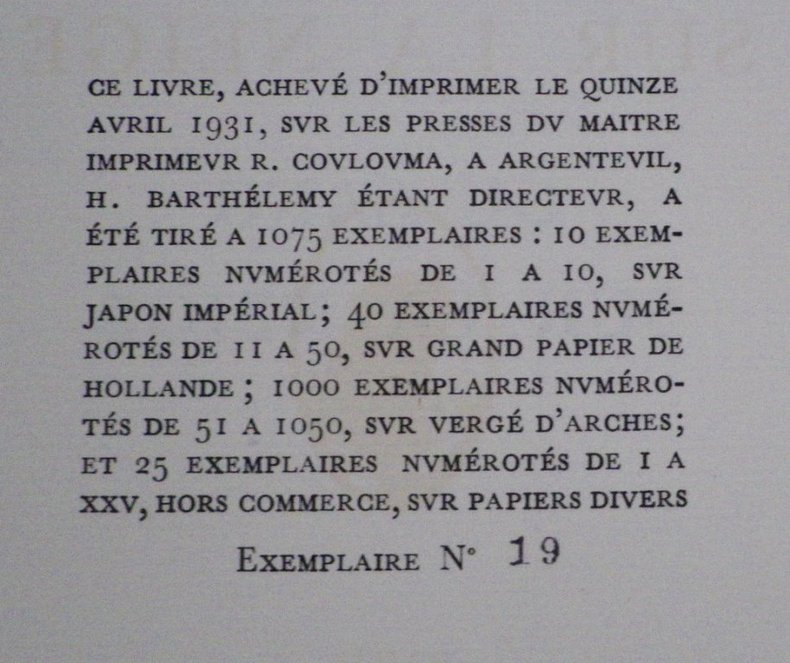 CE LIVRE, ACHEVÉ D'IMPRIMER LE QUINZE
AVRIL 1931, SVR LES PRESSES DV MAITRE
IMPRIMEVR R. COVLOVMA, A ARGENTEVIL,
H. BARTHÉLEMY ÉTANT DIRECTEVR, A
ÉTÉ TIRÉ A 1075 EXEMPLAIRES : 10 EXEM-
PLAIRES NVMÉROTÉS DE 1 A 10, SVR
JAPON IMPÉRIAL; 40 EXEMPLAIRES NVMÉ-
ROTÉS DE 11 A 50, SVR GRAND PAPIER DE
HOLLANDE ; 1000 EXEMPLAIRES NVMÉRO-
TÉS DE 51 A 1050, SVR VERGÉ D'ARCHES;
ET 25 EXEMPLAIRES NVMÉROTÉS DE I A
XXV, HORS COMMERCE, SVR PAPIERS DIVERS
EXEMPLAIRE N° 19